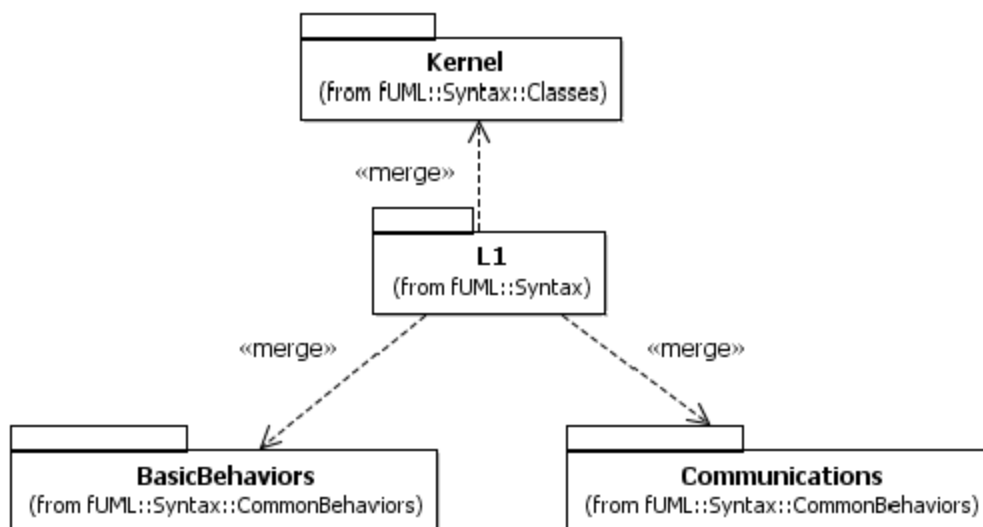 Kernel
(from fUML::Syntax::Classes)
«merge»
L1
(from fUML::Syntax)
«merge»
«merge»
BasicBehaviors
(from fUML::Syntax::CommonBehaviors)
Communications
(from fUML::Syntax::CommonBehaviors)